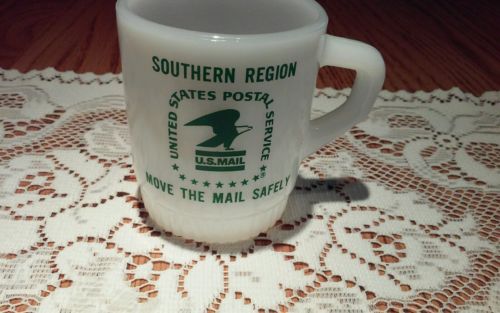 SOUTHERN REGION
UNITED STATES POSTAL SERVICE
U.S.MAIL
®
MOVE THE MAIL SAFELY